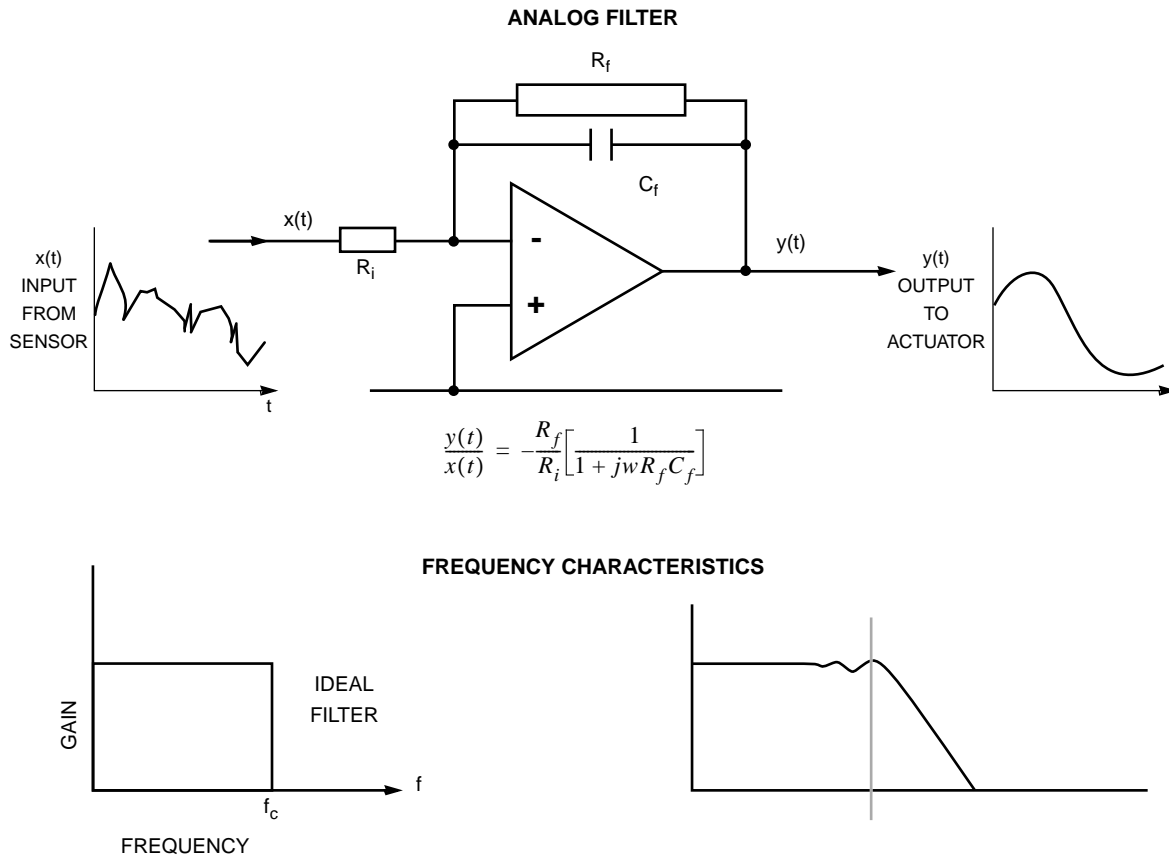 ANALOG FILTER
R_f
C_f
x(t)
R_i
-
+
y(t)
x(t)
INPUT
FROM
SENSOR
t
y(t)
OUTPUT
TO
ACTUATOR
y(t)/x(t) = -R_f/R_i[1/(1 + jwR_fC_f)]
FREQUENCY CHARACTERISTICS
GAIN
IDEAL
FILTER
f
f_c
FREQUENCY